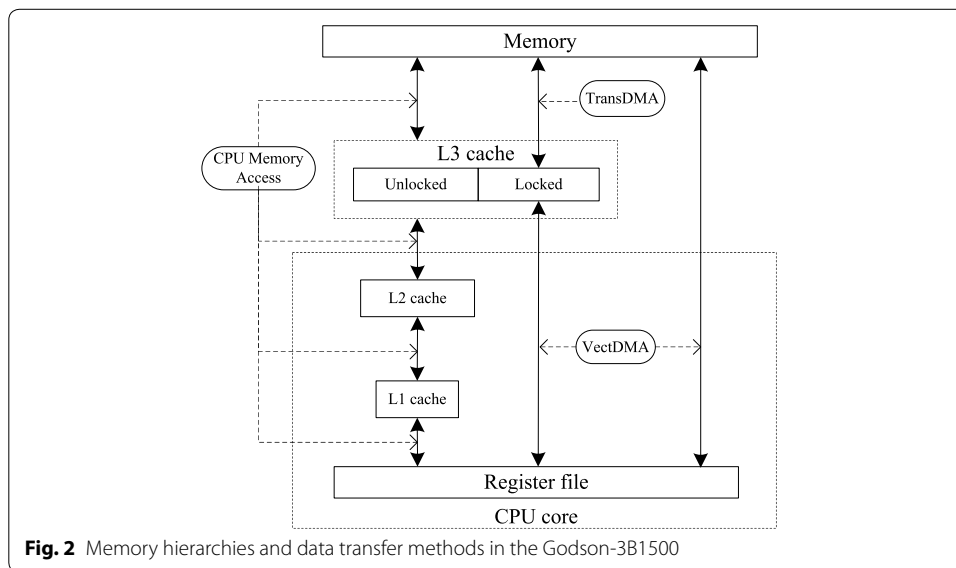 Memory
TransDMA
CPU Memory
Access
L3 cache
Unlocked
Locked
L2 cache
VectDMA
L1 cache
Register file
CPU core
Fig. 2 Memory hierarchies and data transfer methods in the Godson-3B1500